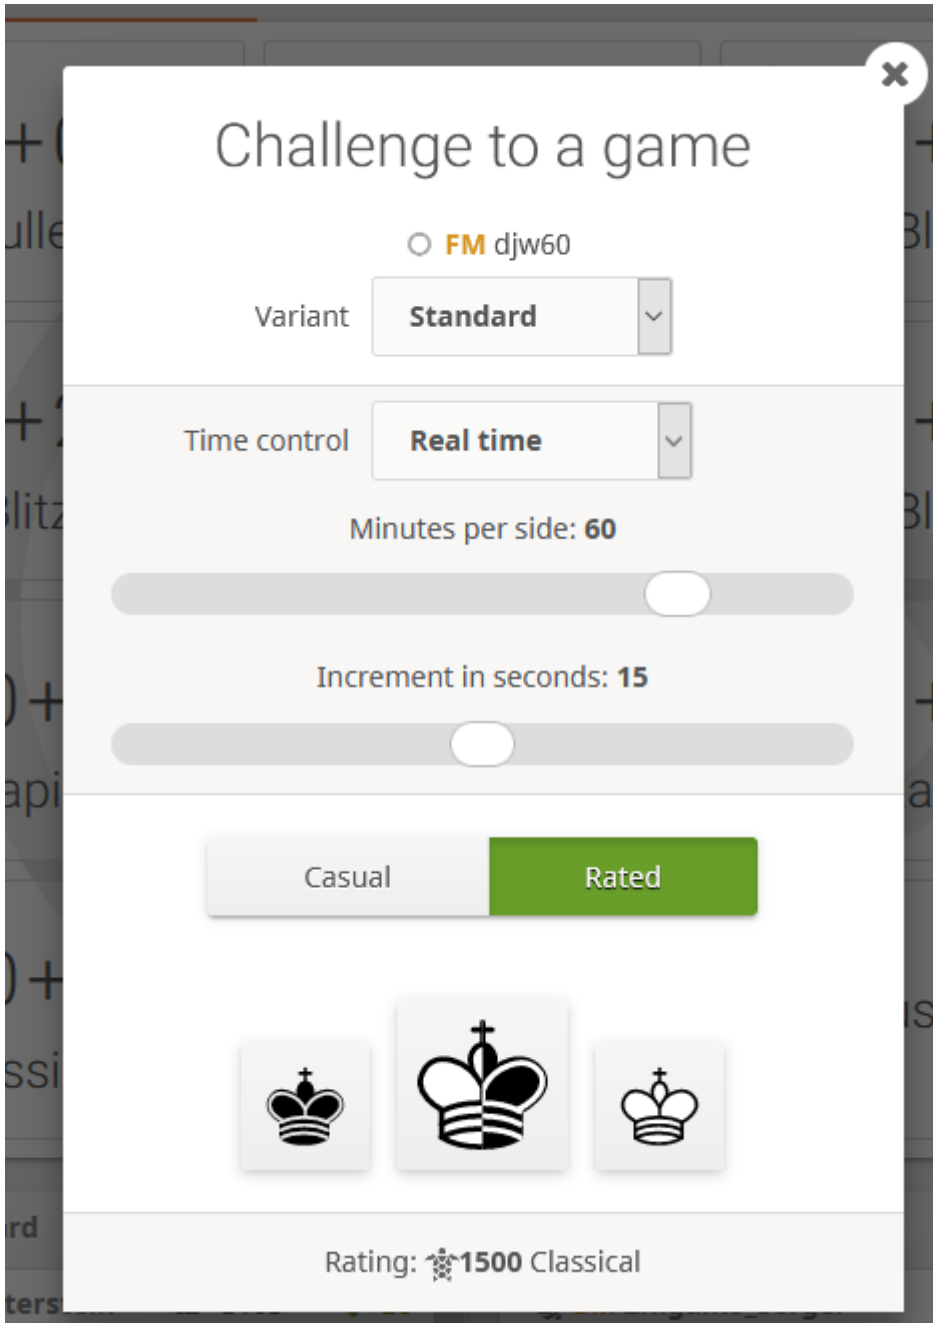 Challenge to a game
FM djw60
Variant Standard
Time control Real time
Minutes per side: 60
Increment in seconds: 15
Casual Rated
Rating: 1500 Classical